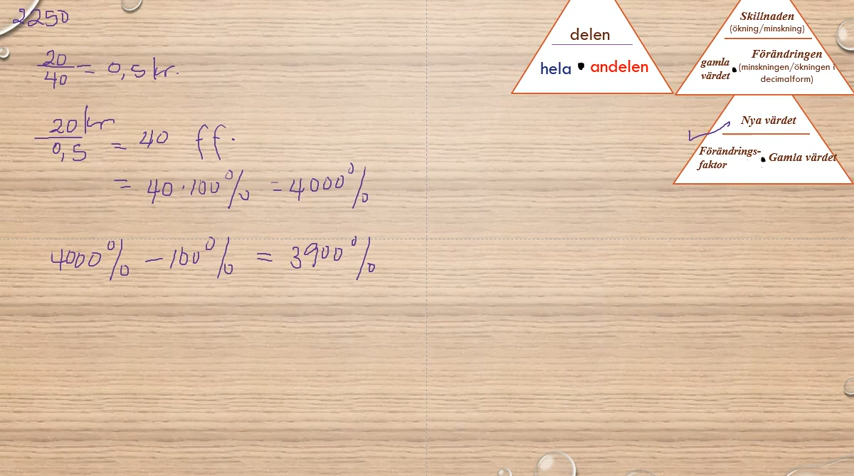 2250
20/40 = 0,5 kr.
20 kr/0,5 = 40 ff.
= 40 · 100% = 4000%
4000% – 100% = 3900%
delen
hela • andelen
Skillnaden
(ökning/minskning)
gamla värdet • Förändringen
(minskningen/ökningen i
decimalform)
Nya värdet
Förändrings-
faktor • Gamla värdet